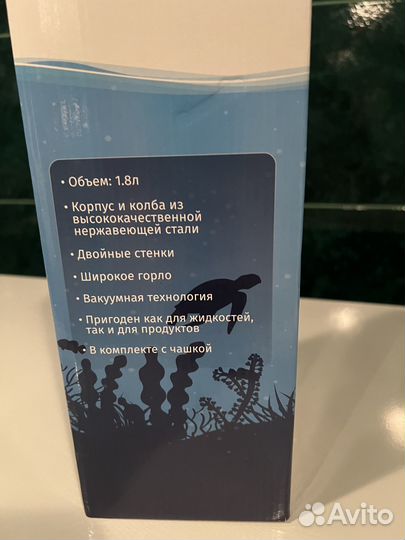 • Объем: 1.8л
• Корпус и колба из
высококачественной
нержавеющей стали
• Двойные стенки
• Широкое горло
• Вакуумная технология
• Пригоден как для жидкостей,
так и для продуктов
• В комплекте с чашкой
Avito